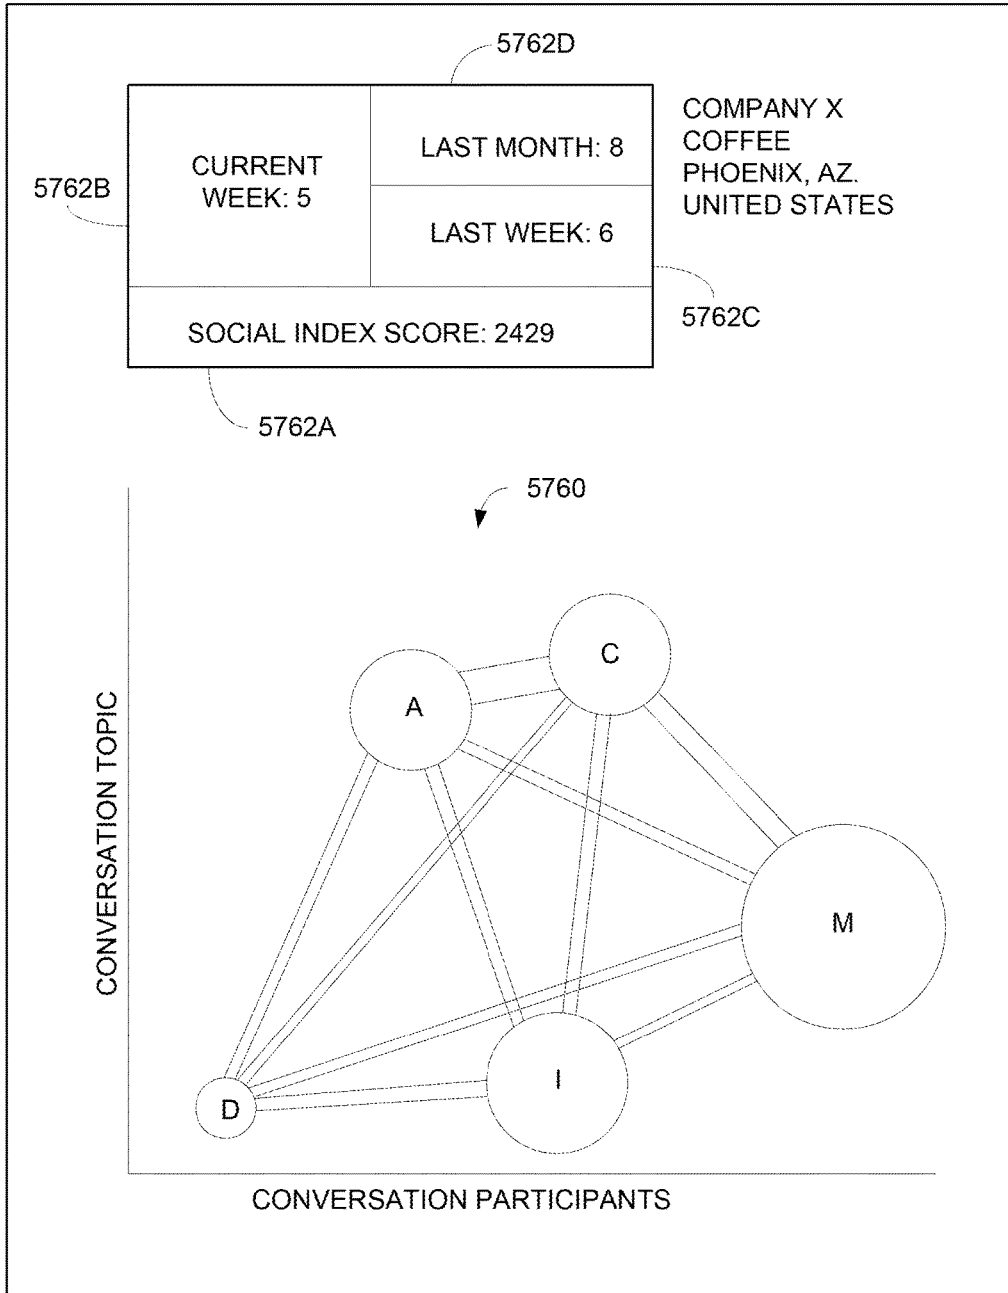 5762D
COMPANY X
COFFEE
PHOENIX, AZ.
UNITED STATES
LAST MONTH: 8
CURRENT
WEEK: 5
5762B
LAST WEEK: 6
5762C
SOCIAL INDEX SCORE: 2429
5762A
5760
C
A
CONVERSATION TOPIC
M
I
D
CONVERSATION PARTICIPANTS